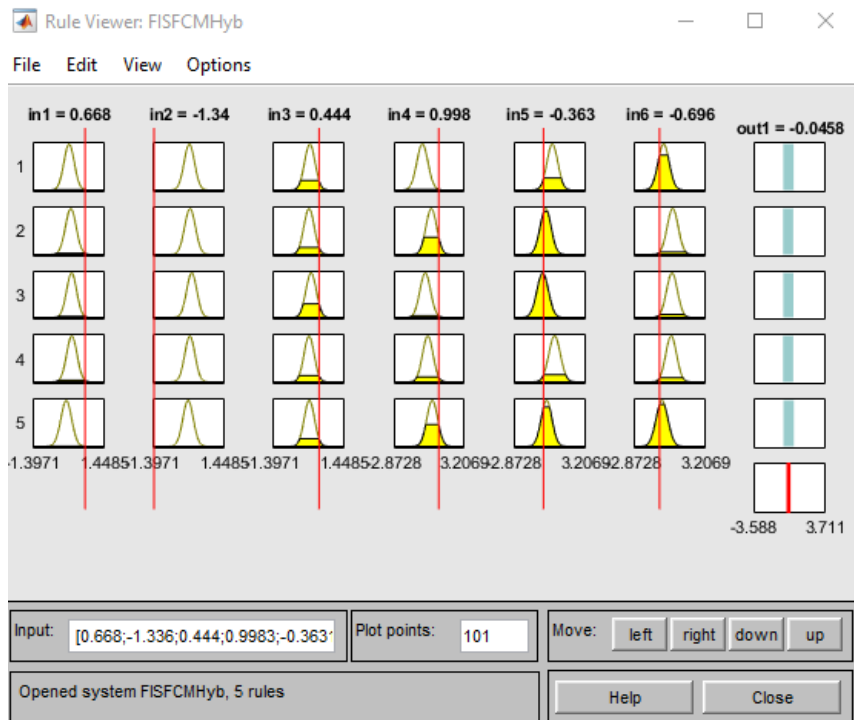 Rule Viewer: FISFCMHyb
File Edit View Options
in1 = 0.668 in2 = -1.34 in3 = 0.444 in4 = 0.998 in5 = -0.363 in6 = -0.696
out1 = -0.0458
1
2
3
4
5
-1.3971 1.4485 -1.3971 1.4485 -1.3971 1.4485 -2.8728 3.2069 -2.8728 3.2069 -2.8728 3.2069
-3.588 3.711
Input: [0.668;-1.336;0.444;0.9983;-0.3631 Plot points: 101 Move: left right down up
Opened system FISFCMHyb, 5 rules Help Close